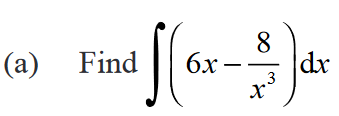 (a) Find ∫(6x − 8/x³)dx